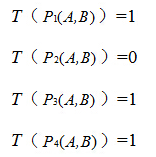 T（P₁(A,B)）=1
T（P₂(A,B)）=0
T（P₃(A,B)）=1
T（P₄(A,B)）=1